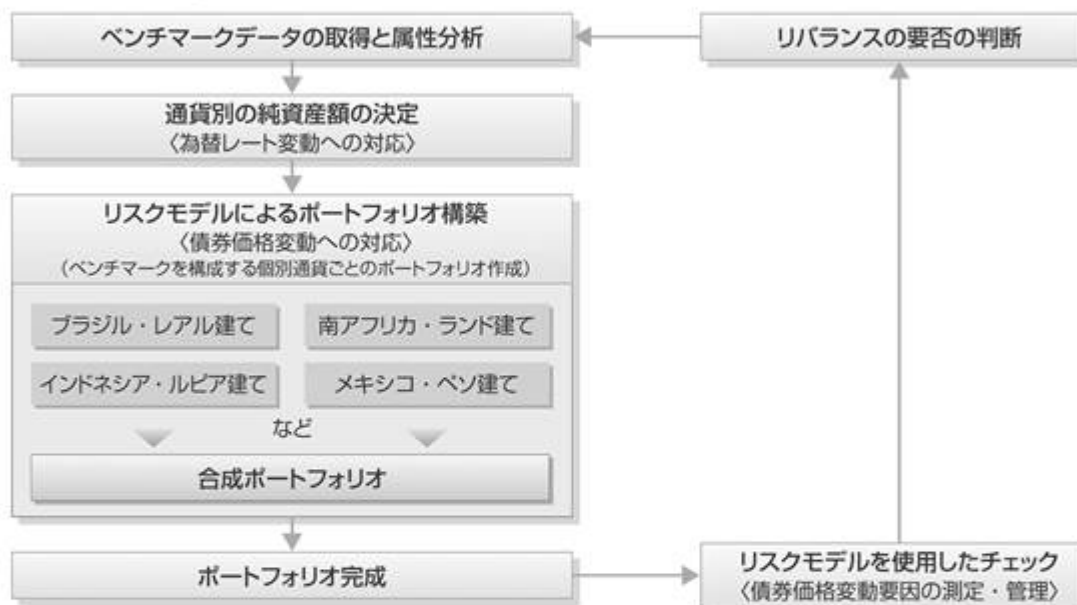 ベンチマークデータの取得と属性分析
リバランスの要否の判断
通貨別の純資産額の決定
〈為替レート変動への対応〉
リスクモデルによるポートフォリオ構築
〈債券価格変動への対応〉
（ベンチマークを構成する個別通貨ごとのポートフォリオ作成）
ブラジル・レアル建て
南アフリカ・ランド建て
インドネシア・ルピア建て
メキシコ・ペソ建て
など
合成ポートフォリオ
ポートフォリオ完成
リスクモデルを使用したチェック
〈債券価格変動要因の測定・管理〉